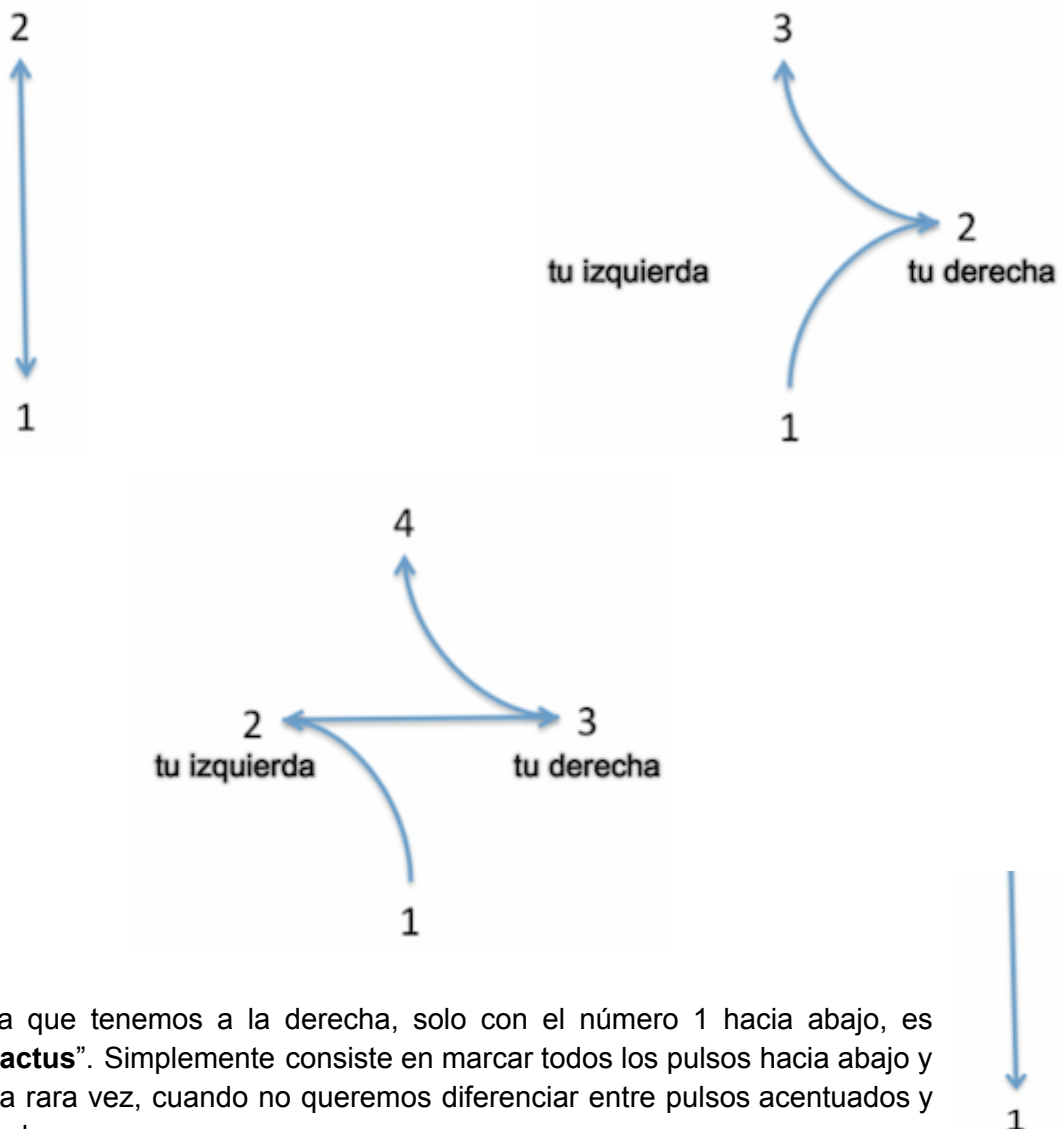 2
3
2
tu izquierda tu derecha
1
1
4
2 3
tu izquierda tu derecha
1
a que tenemos a la derecha, solo con el número 1 hacia abajo, es
actus”. Simplemente consiste en marcar todos los pulsos hacia abajo y
a rara vez, cuando no queremos diferenciar entre pulsos acentuados y
1